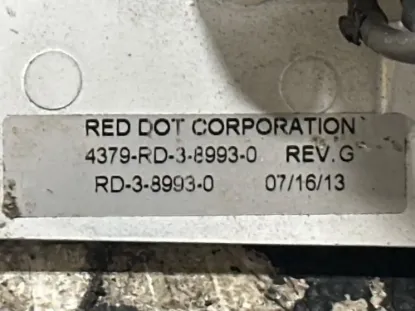 RED DOT CORPORATION
4379-RD-3-8993-0 REV.G
RD-3-8993-0 07/16/13